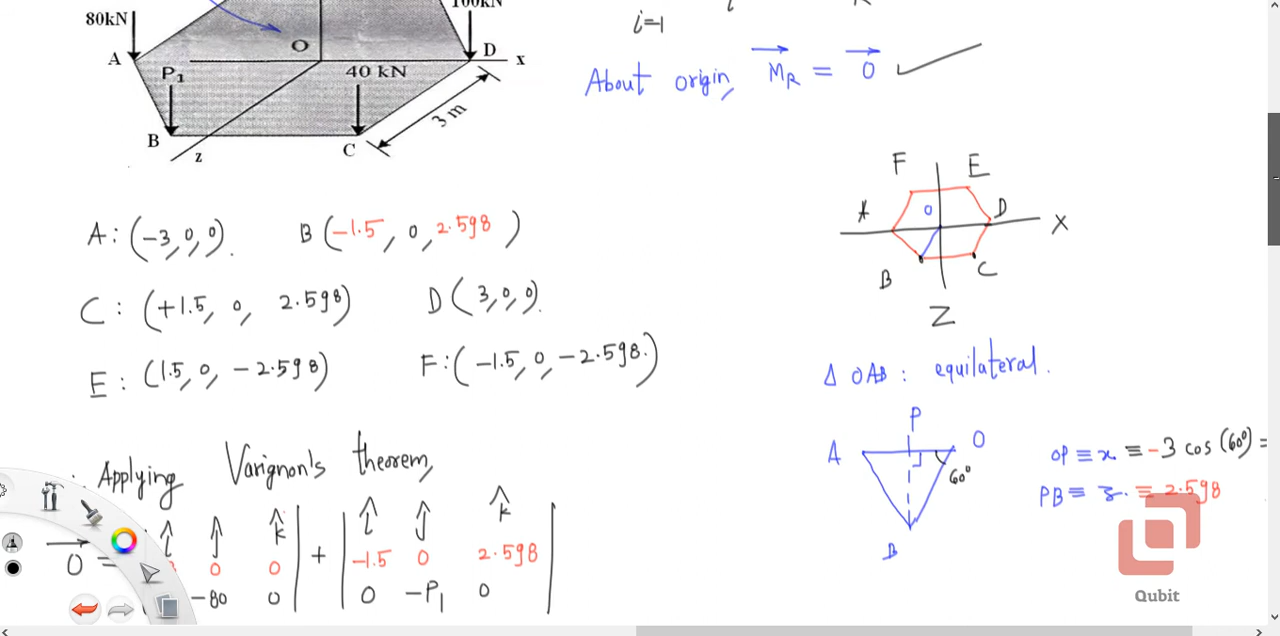 80kN
100kN
i=1
A
O
D
x
P₁
40 kN
3 m
B
C
z
About origin, M_R = 0
A: (-3,0,0). B (-1.5, 0, 2.598)
C: (+1.5, 0, 2.598) D (3,0,0).
E: (1.5, 0, -2.598) F: (-1.5, 0, -2.598.)
F E
A O D X
B C
Z
Δ OAB: equilateral.
P
A O
60°
B
OP ≡ x ≡ -3 cos (60°) =
PB ≡ z. ≡ 2.598
Applying Varignon's theorem,
î ĵ k̂ î ĵ k̂
0 = 0 0 + -1.5 0 2.598
-80 0 0 -P₁ 0
Qubit